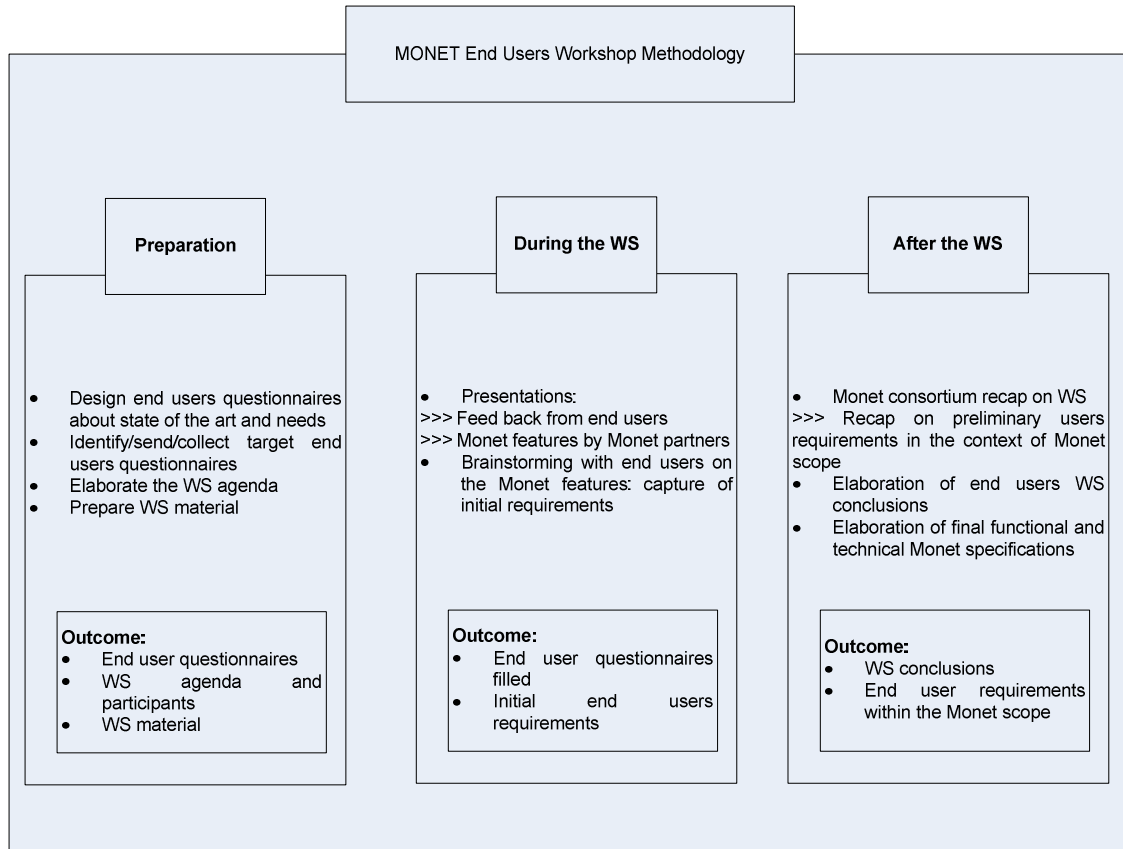 MONET End Users Workshop Methodology
Preparation
• Design end users questionnaires
about state of the art and needs
• Identify/send/collect target end
users questionnaires
• Elaborate the WS agenda
• Prepare WS material
Outcome:
• End user questionnaires
• WS agenda and
participants
• WS material
During the WS
• Presentations:
>>> Feed back from end users
>>> Monet features by Monet partners
• Brainstorming with end users on
the Monet features: capture of
initial requirements
Outcome:
• End user questionnaires
filled
• Initial end users
requirements
After the WS
• Monet consortium recap on WS
>>> Recap on preliminary users
requirements in the context of Monet
scope
• Elaboration of end users WS
conclusions
• Elaboration of final functional and
technical Monet specifications
Outcome:
• WS conclusions
• End user requirements
within the Monet scope